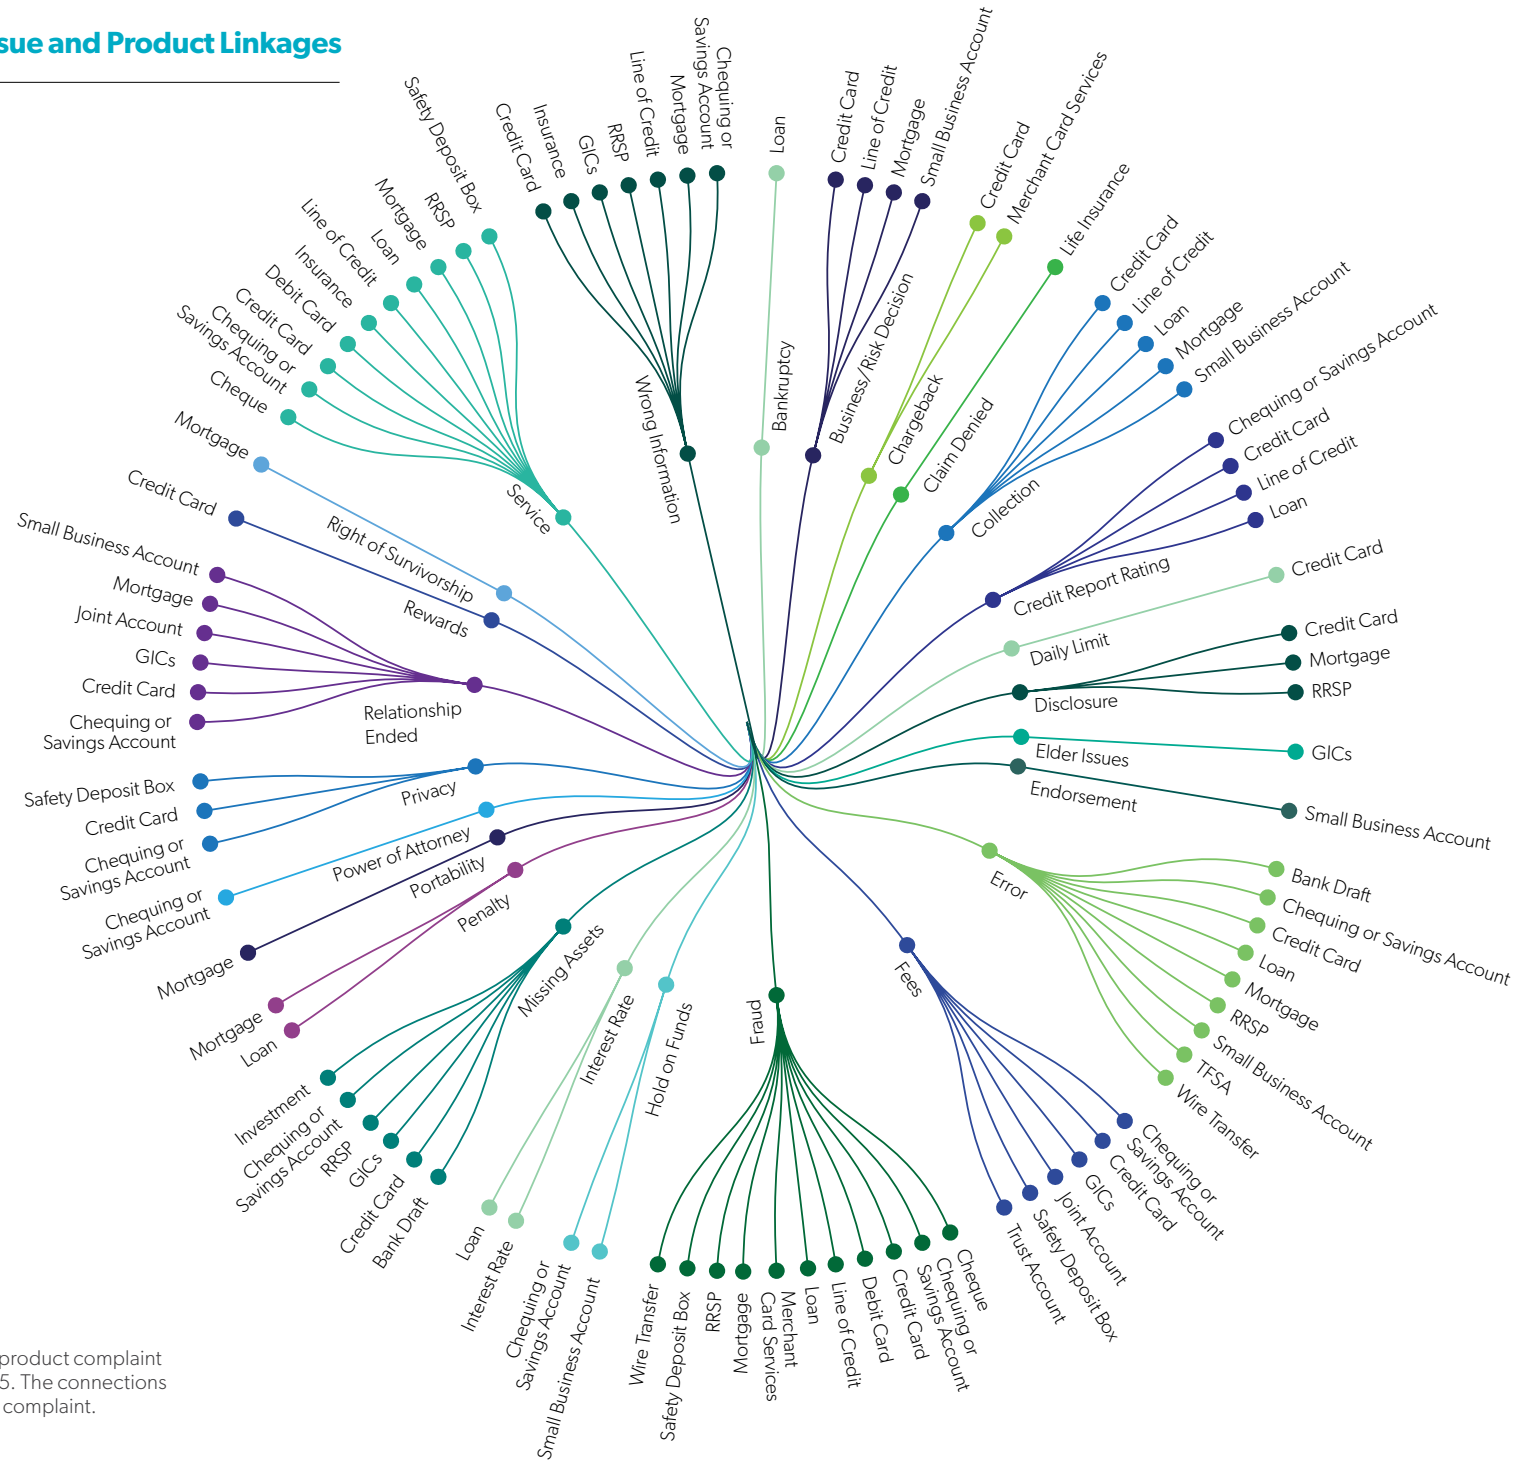 sue and Product Linkages
Loan
Bankruptcy
Credit Card
Line of Credit
Mortgage
Small Business Account
Business/Risk Decision
Credit Card
Merchant Card Services
Chargeback
Life Insurance
Claim Denied
Credit Card
Line of Credit
Loan
Mortgage
Small Business Account
Collection
Chequing or Savings Account
Credit Card
Line of Credit
Loan
Credit Report Rating
Credit Card
Daily Limit
Credit Card
Mortgage
RRSP
Disclosure
GICs
Elder Issues
Small Business Account
Endorsement
Bank Draft
Chequing or Savings Account
Credit Card
Loan
Mortgage
RRSP
Small Business Account
TFSA
Wire Transfer
Error
Chequing or
Savings Account
Credit Card
GICs
Joint Account
Safety Deposit Box
Trust Account
Fees
Cheque
Chequing or
Savings Account
Credit Card
Debit Card
Line of Credit
Loan
Merchant
Card Services
Mortgage
RRSP
Safety Deposit Box
Wire Transfer
Fraud
Small Business Account
Chequing or
Savings Account
Hold on Funds
Interest Rate
Loan
Interest Rate
Bank Draft
Credit Card
GICs
RRSP
Chequing or
Savings Account
Investment
Missing Assets
Loan
Mortgage
Penalty
Mortgage
Portability
Chequing or
Savings Account
Power of Attorney
Chequing or
Savings Account
Credit Card
Safety Deposit Box
Privacy
Chequing or
Savings Account
Credit Card
GICs
Joint Account
Mortgage
Small Business Account
Relationship
Ended
Credit Card
Rewards
Mortgage
Right of Survivorship
Cheque
Chequing or
Savings Account
Credit Card
Debit Card
Insurance
Line of Credit
Loan
Mortgage
RRSP
Safety Deposit Box
Service
Credit Card
Insurance
GICs
RRSP
Line of Credit
Mortgage
Chequing or
Savings Account
Wrong Information
product complaint
5. The connections
complaint.